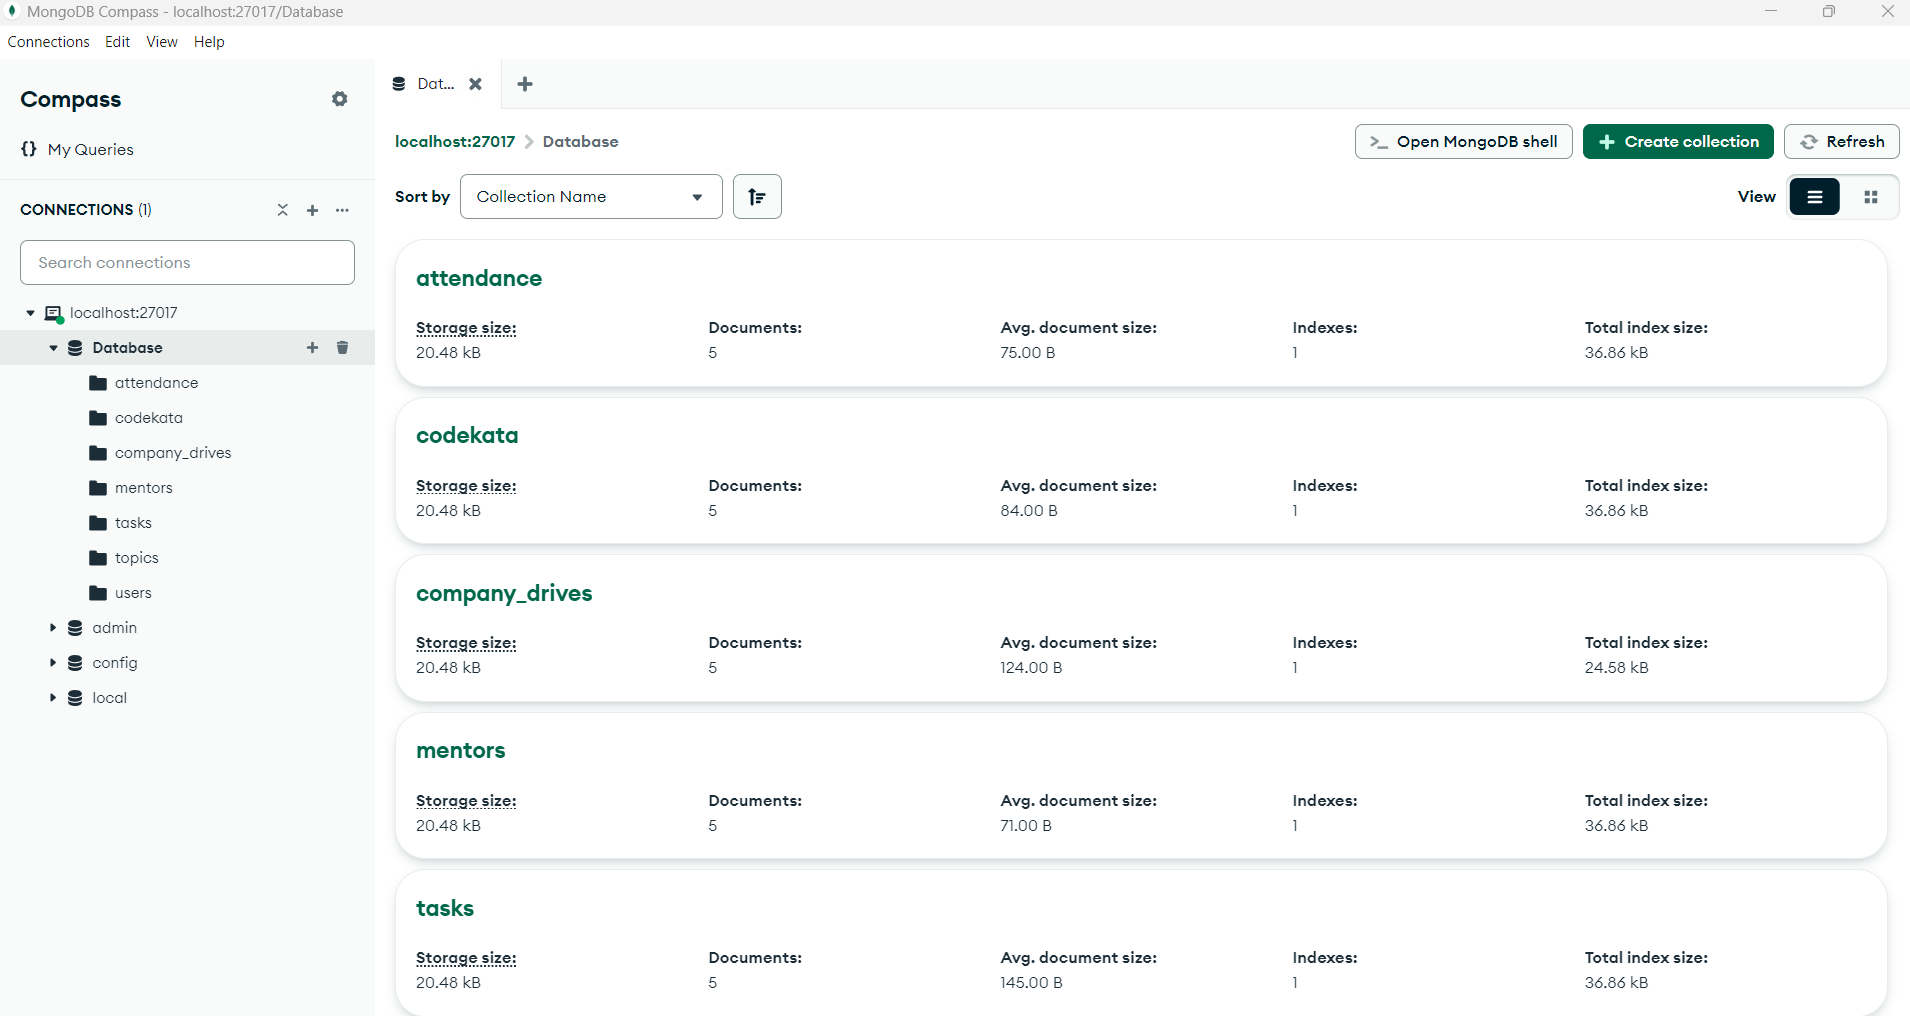 MongoDB Compass - localhost:27017/Database
Connections Edit View Help
Compass
{} My Queries
CONNECTIONS (1)
Search connections
localhost:27017
Database
attendance
codekata
company_drives
mentors
tasks
topics
users
admin
config
local
Dat...
localhost:27017 > Database
>_ Open MongoDB shell
+ Create collection
Refresh
Sort by Collection Name
View
attendance
Storage size: Documents: Avg. document size: Indexes: Total index size:
20.48 kB 5 75.00 B 1 36.86 kB
codekata
Storage size: Documents: Avg. document size: Indexes: Total index size:
20.48 kB 5 84.00 B 1 36.86 kB
company_drives
Storage size: Documents: Avg. document size: Indexes: Total index size:
20.48 kB 5 124.00 B 1 24.58 kB
mentors
Storage size: Documents: Avg. document size: Indexes: Total index size:
20.48 kB 5 71.00 B 1 36.86 kB
tasks
Storage size: Documents: Avg. document size: Indexes: Total index size:
20.48 kB 5 145.00 B 1 36.86 kB